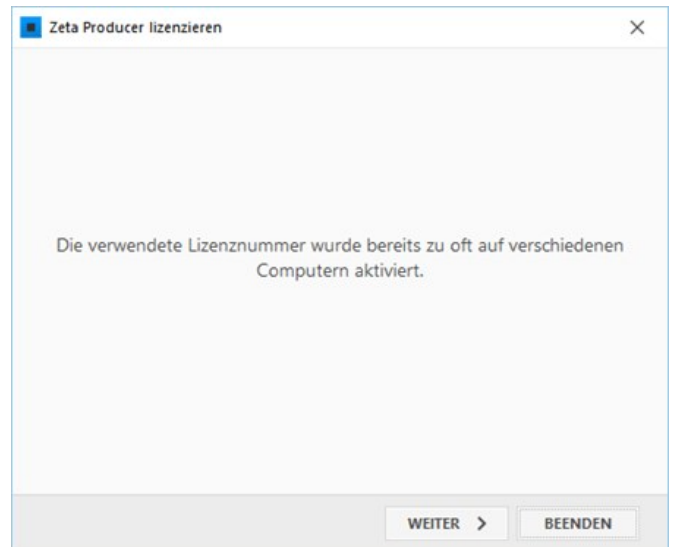 Zeta Producer lizenzieren
Die verwendete Lizenznummer wurde bereits zu oft auf verschiedenen
Computern aktiviert.
WEITER
BEENDEN